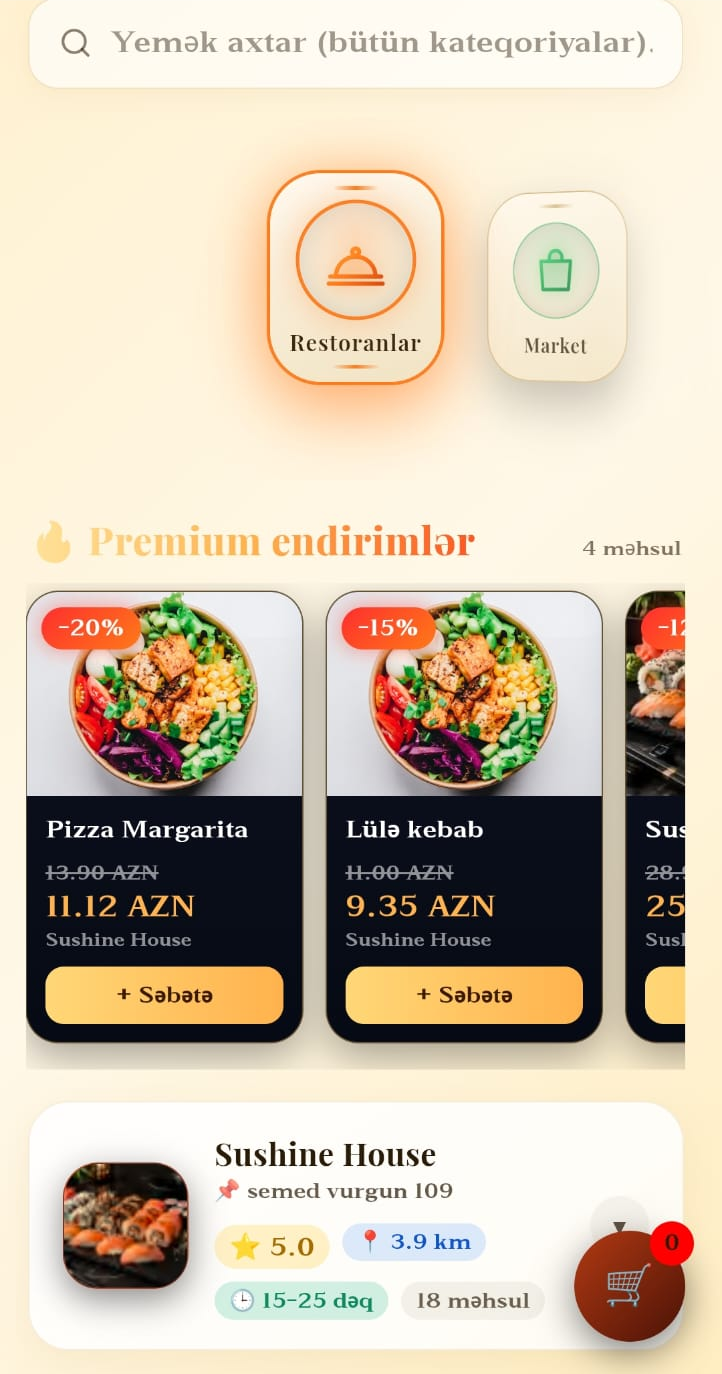 Yemək axtar (bütün kateqoriyalar).
Restoranlar
Market
Premium endirimlər
4 məhsul
-20%
Pizza Margarita
13.90 AZN
11.12 AZN
Sushine House
+ Səbətə
-15%
Lülə kebab
11.00 AZN
9.35 AZN
Sushine House
+ Səbətə
Sushine House
semed vurgun 109
5.0
3.9 km
15-25 dəq
18 məhsul
0